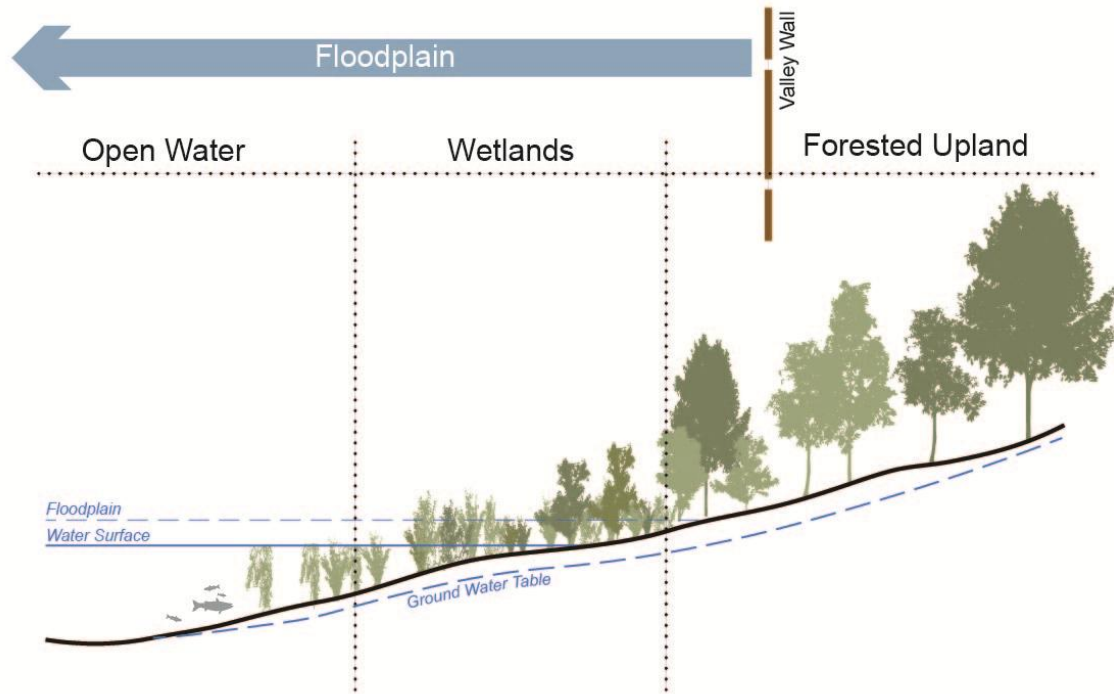 Floodplain
Valley Wall
Open Water
Wetlands
Forested Upland
Floodplain
Water Surface
Ground Water Table